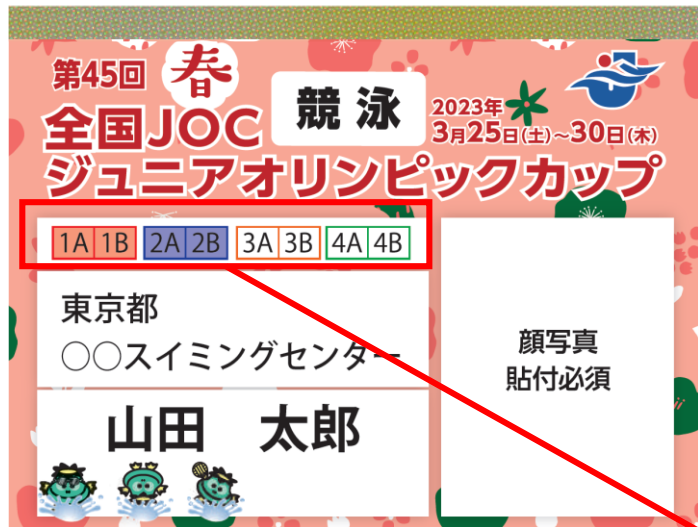 第45回 春 競泳
全国JOC
ジュニアオリンピックカップ
2023年
3月25日(土)~30日(木)
1A 1B 2A 2B 3A 3B 4A 4B
東京都
○○スイミングセンター
山田 太郎
顔写真
貼付必須